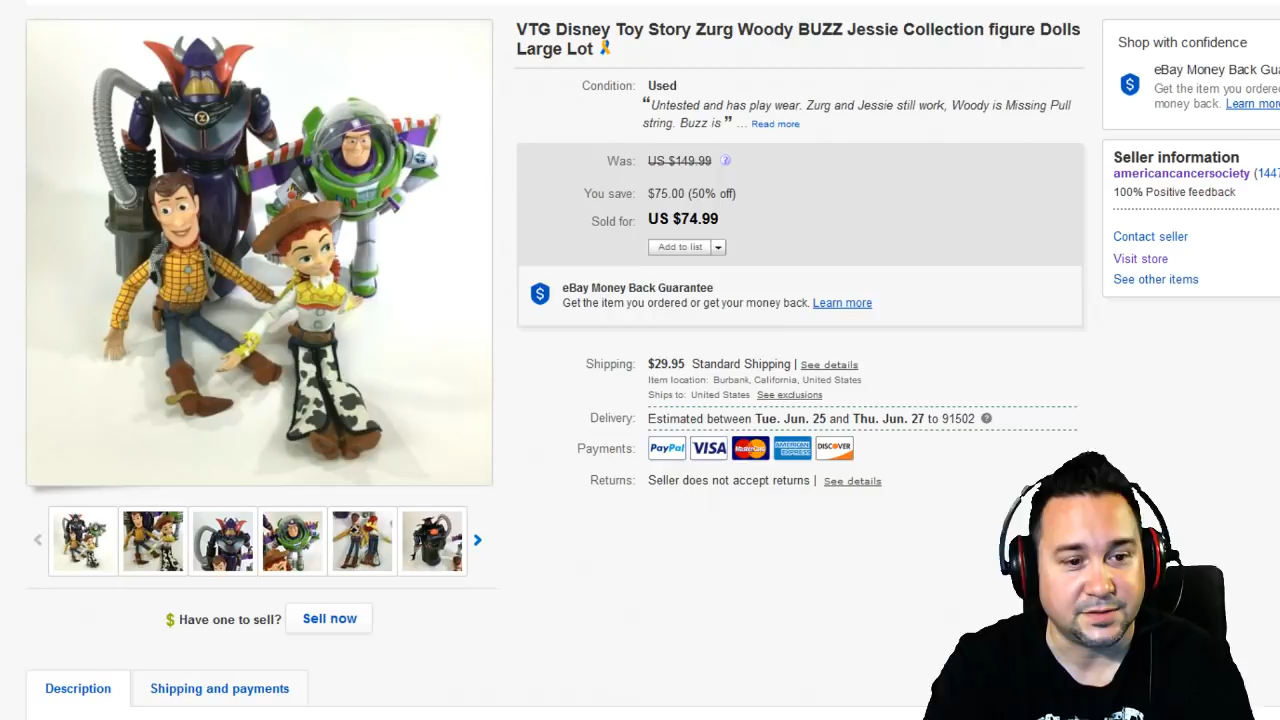 VTG Disney Toy Story Zurg Woody BUZZ Jessie Collection figure Dolls
Large Lot
Condition: Used
“Untested and has play wear. Zurg and Jessie still work, Woody is Missing Pull
string. Buzz is” ... Read more
Was: US $149.99
You save: $75.00 (50% off)
Sold for: US $74.99
Add to list
eBay Money Back Guarantee
Get the item you ordered or get your money back. Learn more
Shipping: $29.95 Standard Shipping | See details
Item location: Burbank, California, United States
Ships to: United States See exclusions
Delivery: Estimated between Tue. Jun. 25 and Thu. Jun. 27 to 91502
Payments: PayPal VISA MasterCard AMERICAN EXPRESS DISCOVER
Returns: Seller does not accept returns | See details
Shop with confidence
eBay Money Back Gua
Get the item you ordere
money back. Learn mor
Seller information
americancancersociety (1447
100% Positive feedback
Contact seller
Visit store
See other items
$ Have one to sell? Sell now
Description
Shipping and payments